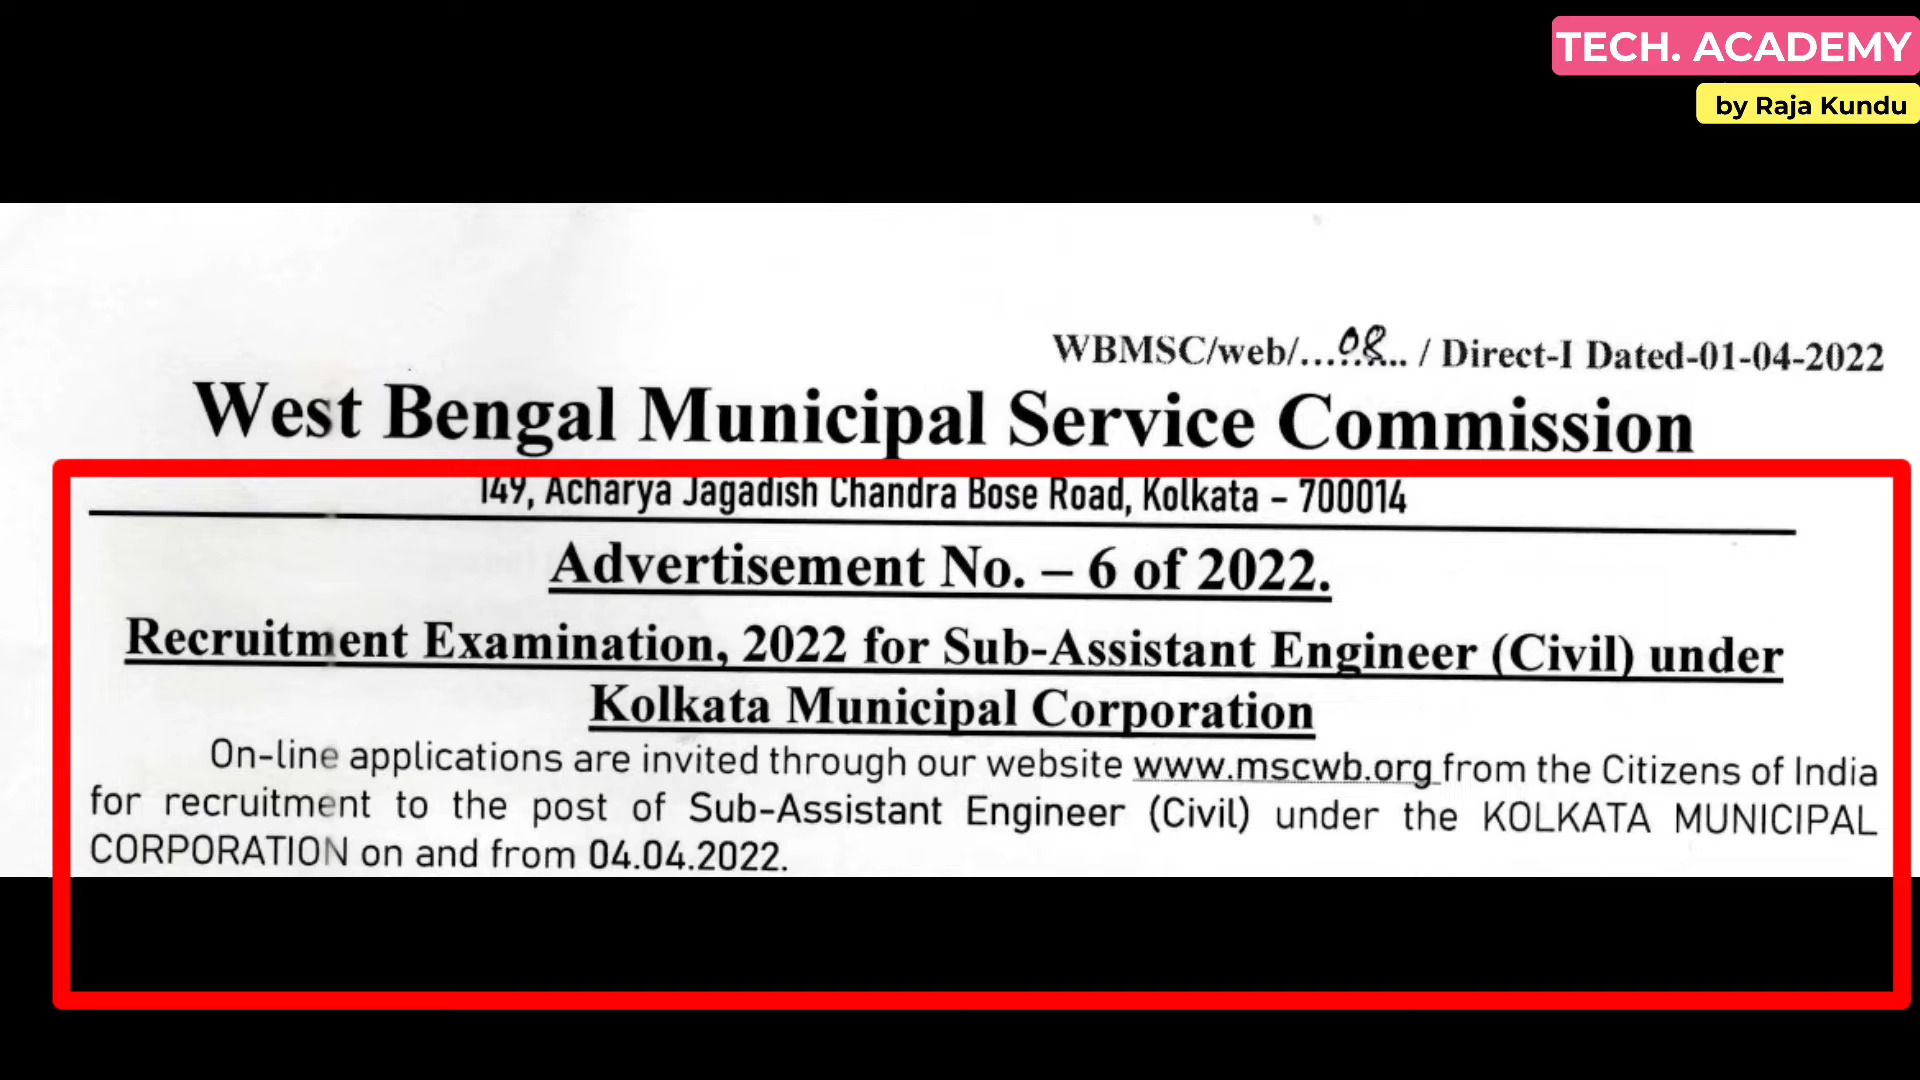 TECH. ACADEMY
by Raja Kundu
WBMSC/web/....08... / Direct-I Dated-01-04-2022
West Bengal Municipal Service Commission
149, Acharya Jagadish Chandra Bose Road, Kolkata – 700014
Advertisement No. – 6 of 2022.
Recruitment Examination, 2022 for Sub-Assistant Engineer (Civil) under
Kolkata Municipal Corporation
On-line applications are invited through our website www.mscwb.org from the Citizens of India
for recruitment to the post of Sub-Assistant Engineer (Civil) under the KOLKATA MUNICIPAL
CORPORATION on and from 04.04.2022.